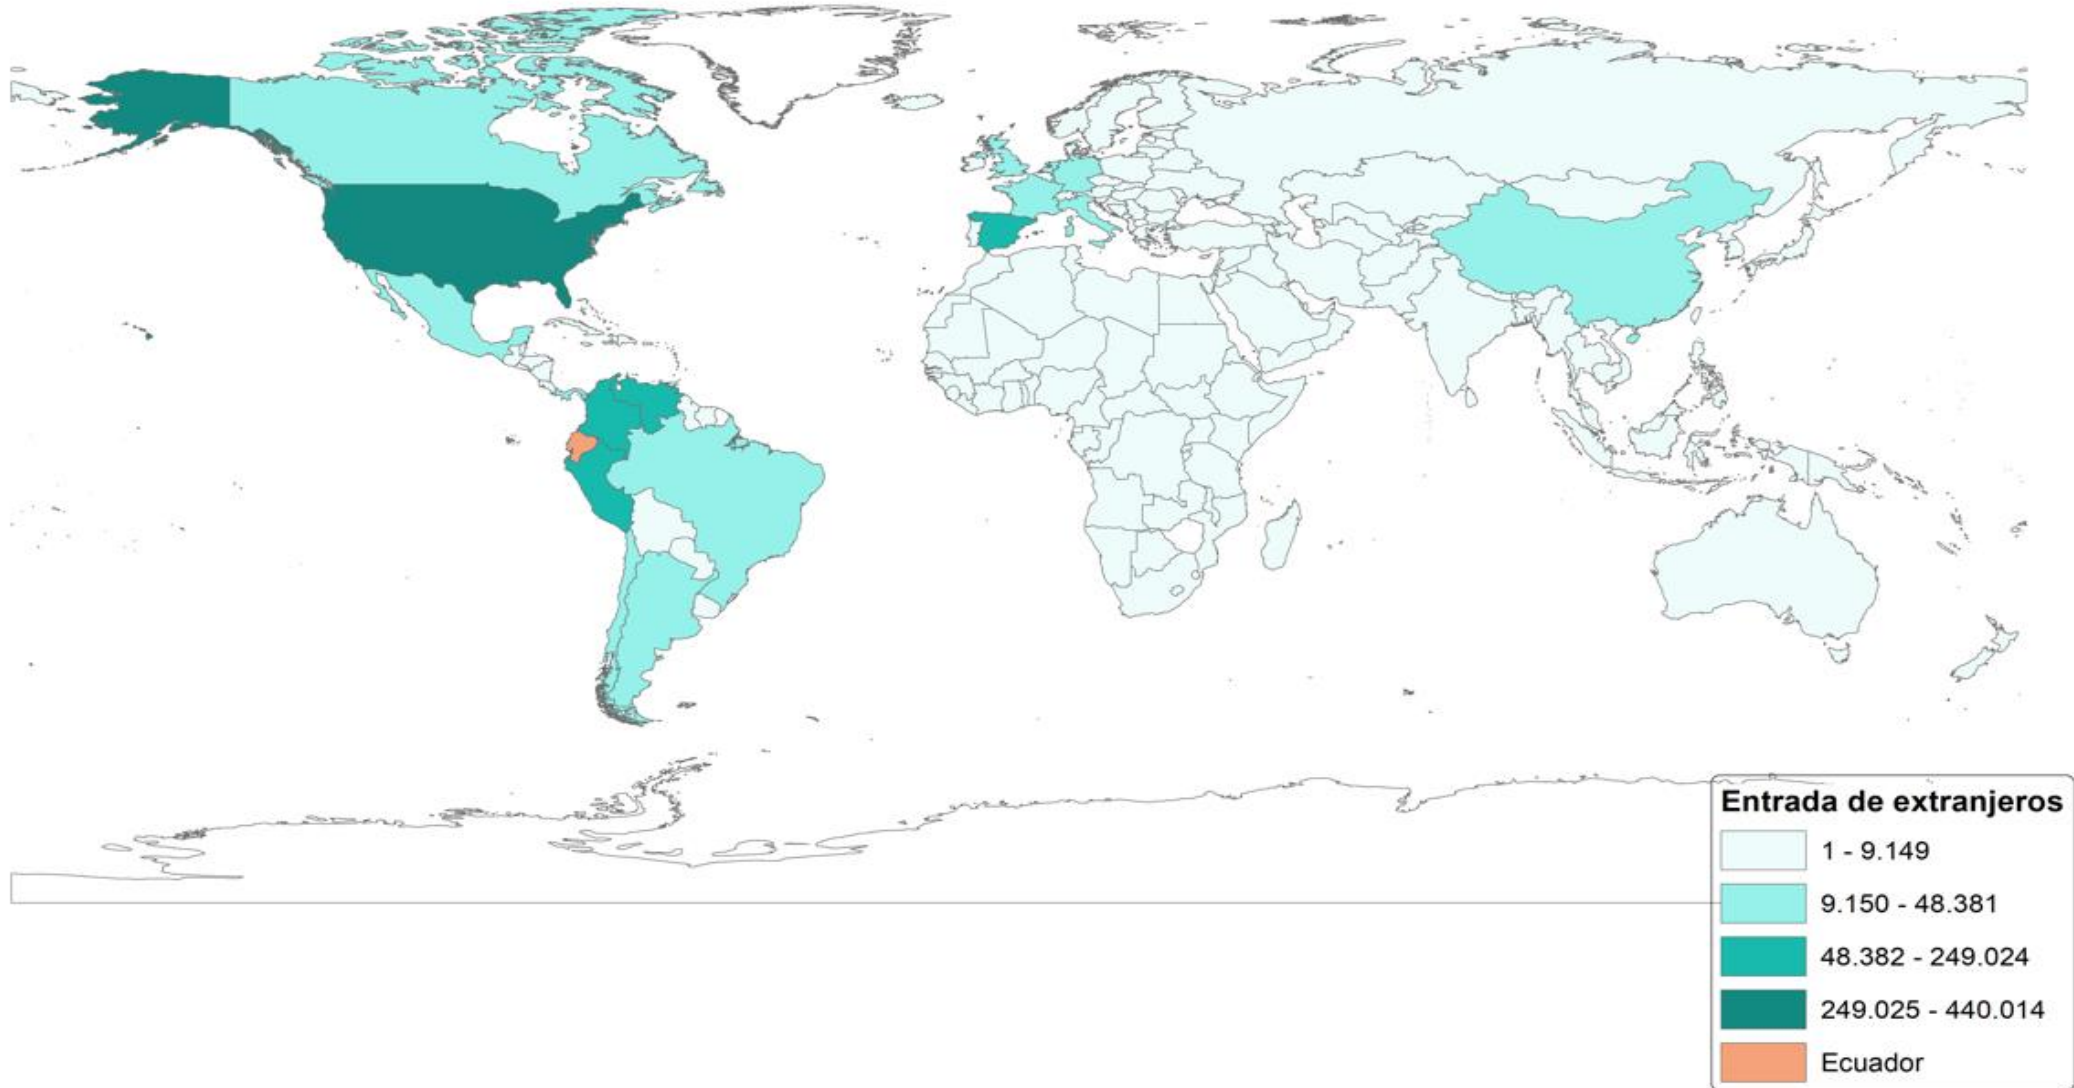 Entrada de extranjeros
1 - 9.149
9.150 - 48.381
48.382 - 249.024
249.025 - 440.014
Ecuador